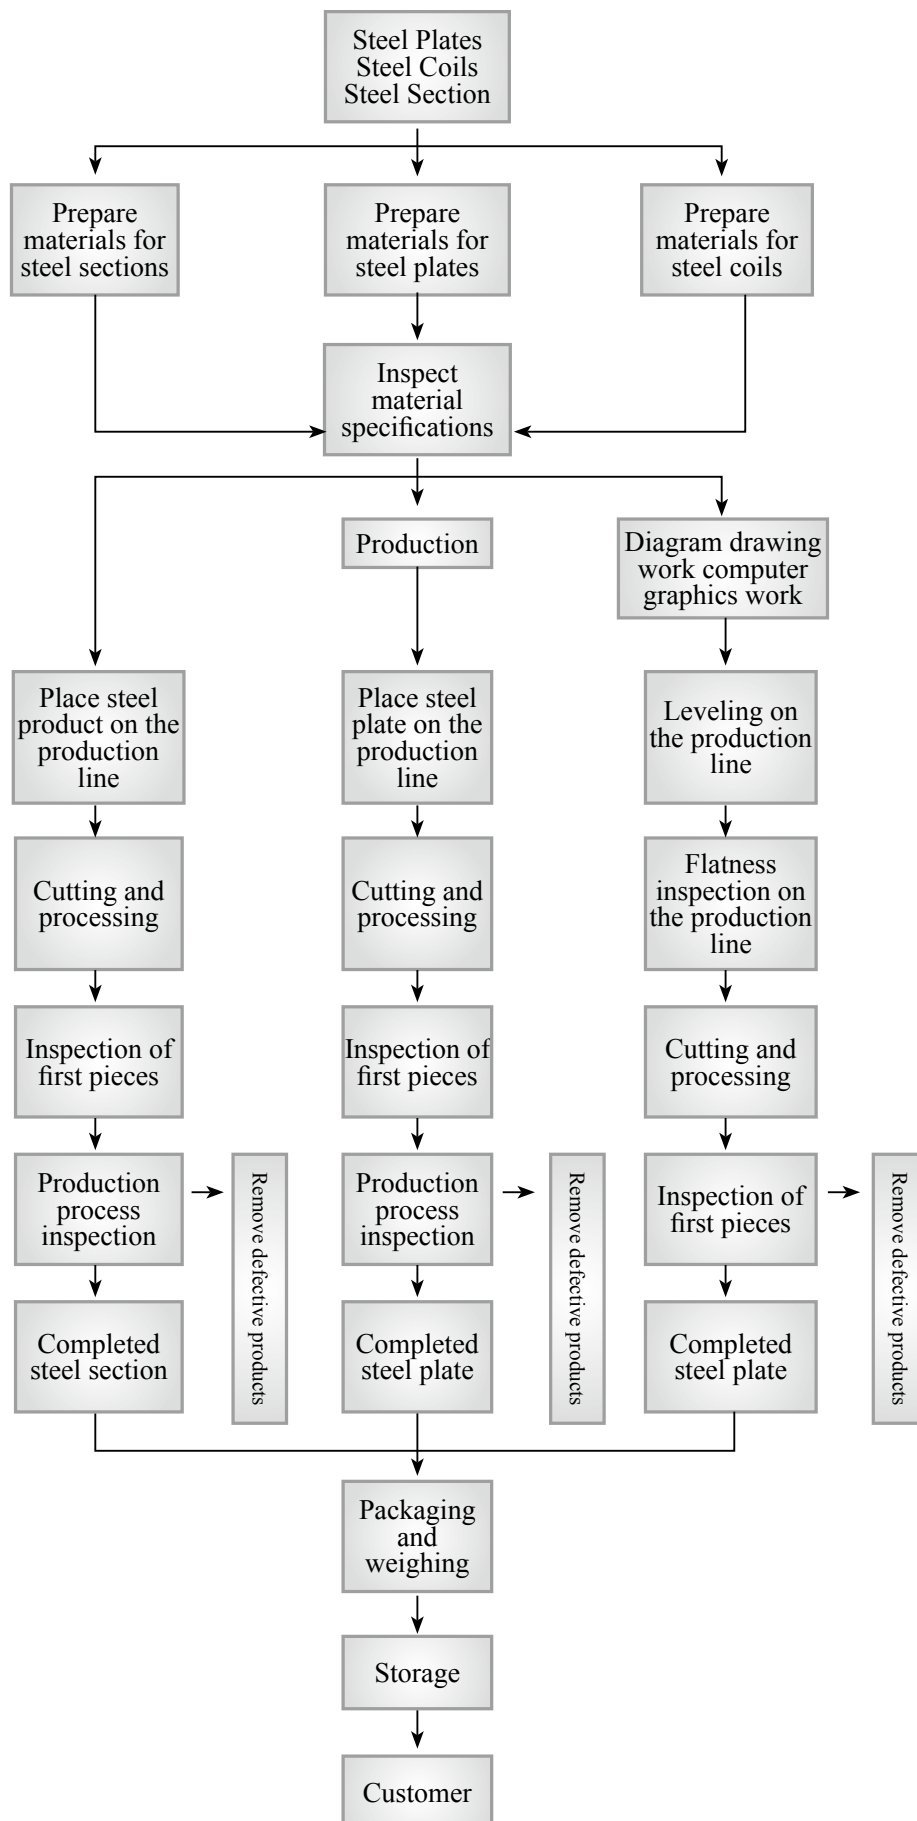 Steel Plates
Steel Coils
Steel Section
Prepare
materials for
steel sections
Prepare
materials for
steel plates
Prepare
materials for
steel coils
Inspect
material
specifications
Production
Diagram drawing
work computer
graphics work
Place steel
product on the
production
line
Place steel
plate on the
production
line
Leveling on
the production
line
Cutting and
processing
Cutting and
processing
Flatness
inspection on
the production
line
Inspection of
first pieces
Inspection of
first pieces
Cutting and
processing
Production
process
inspection
Remove defective products
Production
process
inspection
Remove defective products
Inspection of
first pieces
Remove defective products
Completed
steel section
Completed
steel plate
Completed
steel plate
Packaging
and
weighing
Storage
Customer